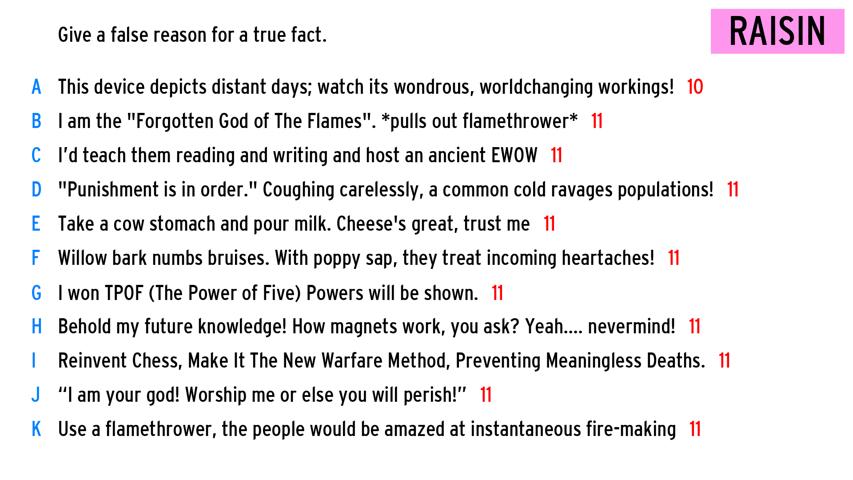 Give a false reason for a true fact.
RAISIN
A This device depicts distant days; watch its wondrous, worldchanging workings! 10
B I am the "Forgotten God of The Flames". *pulls out flamethrower* 11
C I'd teach them reading and writing and host an ancient EWOW 11
D "Punishment is in order." Coughing carelessly, a common cold ravages populations! 11
E Take a cow stomach and pour milk. Cheese's great, trust me 11
F Willow bark numbs bruises. With poppy sap, they treat incoming heartaches! 11
G I won TPOF (The Power of Five) Powers will be shown. 11
H Behold my future knowledge! How magnets work, you ask? Yeah.... nevermind! 11
I Reinvent Chess, Make It The New Warfare Method, Preventing Meaningless Deaths. 11
J “I am your god! Worship me or else you will perish!” 11
K Use a flamethrower, the people would be amazed at instantaneous fire-making 11